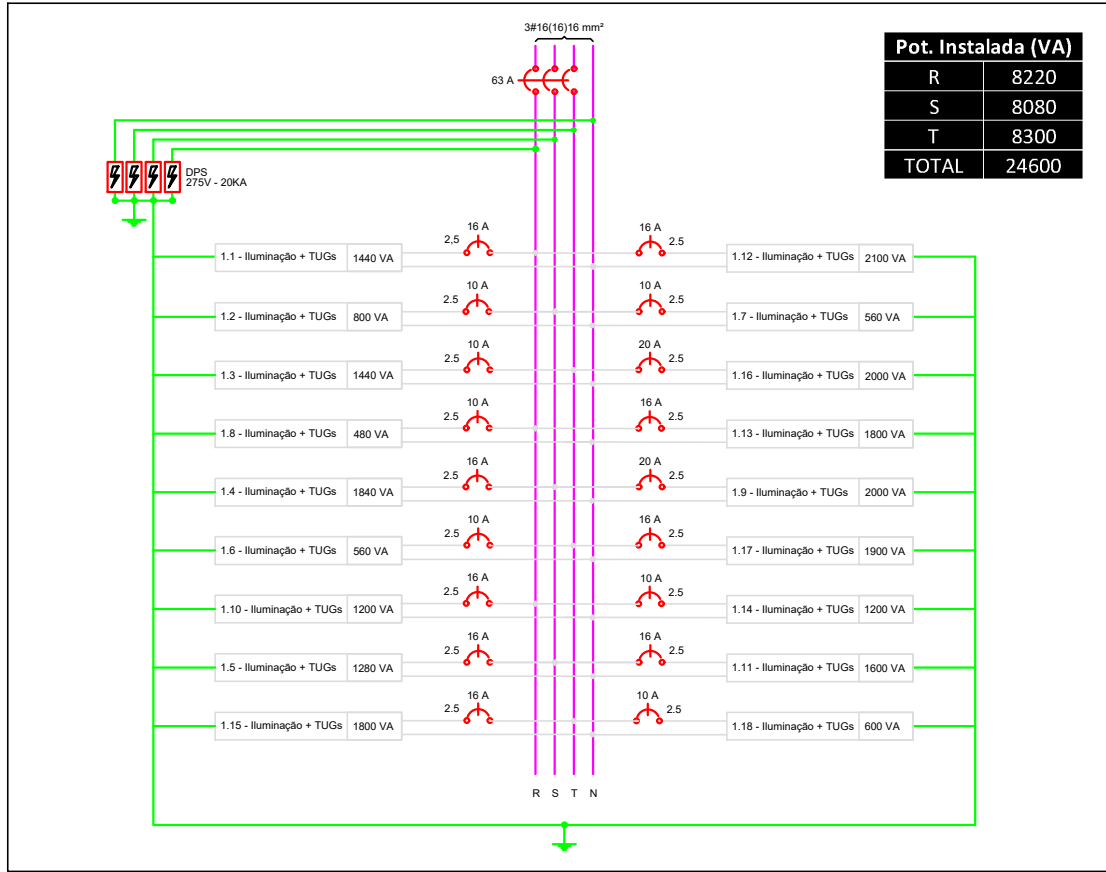 3#16(16)16 mm²
63 A
Pot. Instalada (VA)
R 8220
S 8080
T 8300
TOTAL 24600
DPS
275V - 20KA
1.1 - Iluminação + TUGs 1440 VA 2,5 16 A 16 A 2.5 1.12 - Iluminação + TUGs 2100 VA
1.2 - Iluminação + TUGs 800 VA 2.5 10 A 10 A 2.5 1.7 - Iluminação + TUGs 560 VA
1.3 - Iluminação + TUGs 1440 VA 2.5 10 A 20 A 2.5 1.16 - Iluminação + TUGs 2000 VA
1.8 - Iluminação + TUGs 480 VA 2.5 10 A 16 A 2.5 1.13 - Iluminação + TUGs 1800 VA
1.4 - Iluminação + TUGs 1840 VA 2.5 16 A 20 A 2.5 1.9 - Iluminação + TUGs 2000 VA
1.6 - Iluminação + TUGs 560 VA 2.5 10 A 16 A 2.5 1.17 - Iluminação + TUGs 1900 VA
1.10 - Iluminação + TUGs 1200 VA 2.5 16 A 10 A 2.5 1.14 - Iluminação + TUGs 1200 VA
1.5 - Iluminação + TUGs 1280 VA 2.5 16 A 16 A 2.5 1.11 - Iluminação + TUGs 1600 VA
1.15 - Iluminação + TUGs 1800 VA 2.5 16 A 10 A 2.5 1.18 - Iluminação + TUGs 600 VA
R S T N